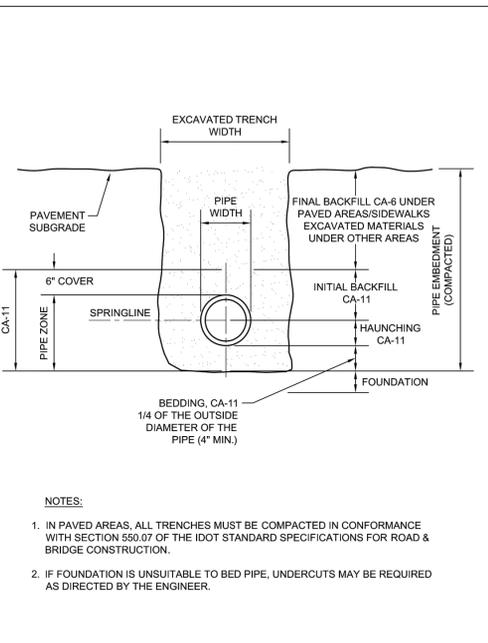 EXCAVATED TRENCH
WIDTH
PIPE
WIDTH
FINAL BACKFILL CA-6 UNDER
PAVED AREAS/SIDEWALKS
EXCAVATED MATERIALS
UNDER OTHER AREAS
PAVEMENT
SUBGRADE
PIPE EMBEDMENT
(COMPACTED)
6" COVER
INITIAL BACKFILL
CA-11
CA-11
PIPE ZONE
SPRINGLINE
HAUNCHING
CA-11
FOUNDATION
BEDDING, CA-11
1/4 OF THE OUTSIDE
DIAMETER OF THE
PIPE (4" MIN.)
NOTES:
1. IN PAVED AREAS, ALL TRENCHES MUST BE COMPACTED IN CONFORMANCE
WITH SECTION 550.07 OF THE IDOT STANDARD SPECIFICATIONS FOR ROAD &
BRIDGE CONSTRUCTION.
2. IF FOUNDATION IS UNSUITABLE TO BED PIPE, UNDERCUTS MAY BE REQUIRED
AS DIRECTED BY THE ENGINEER.